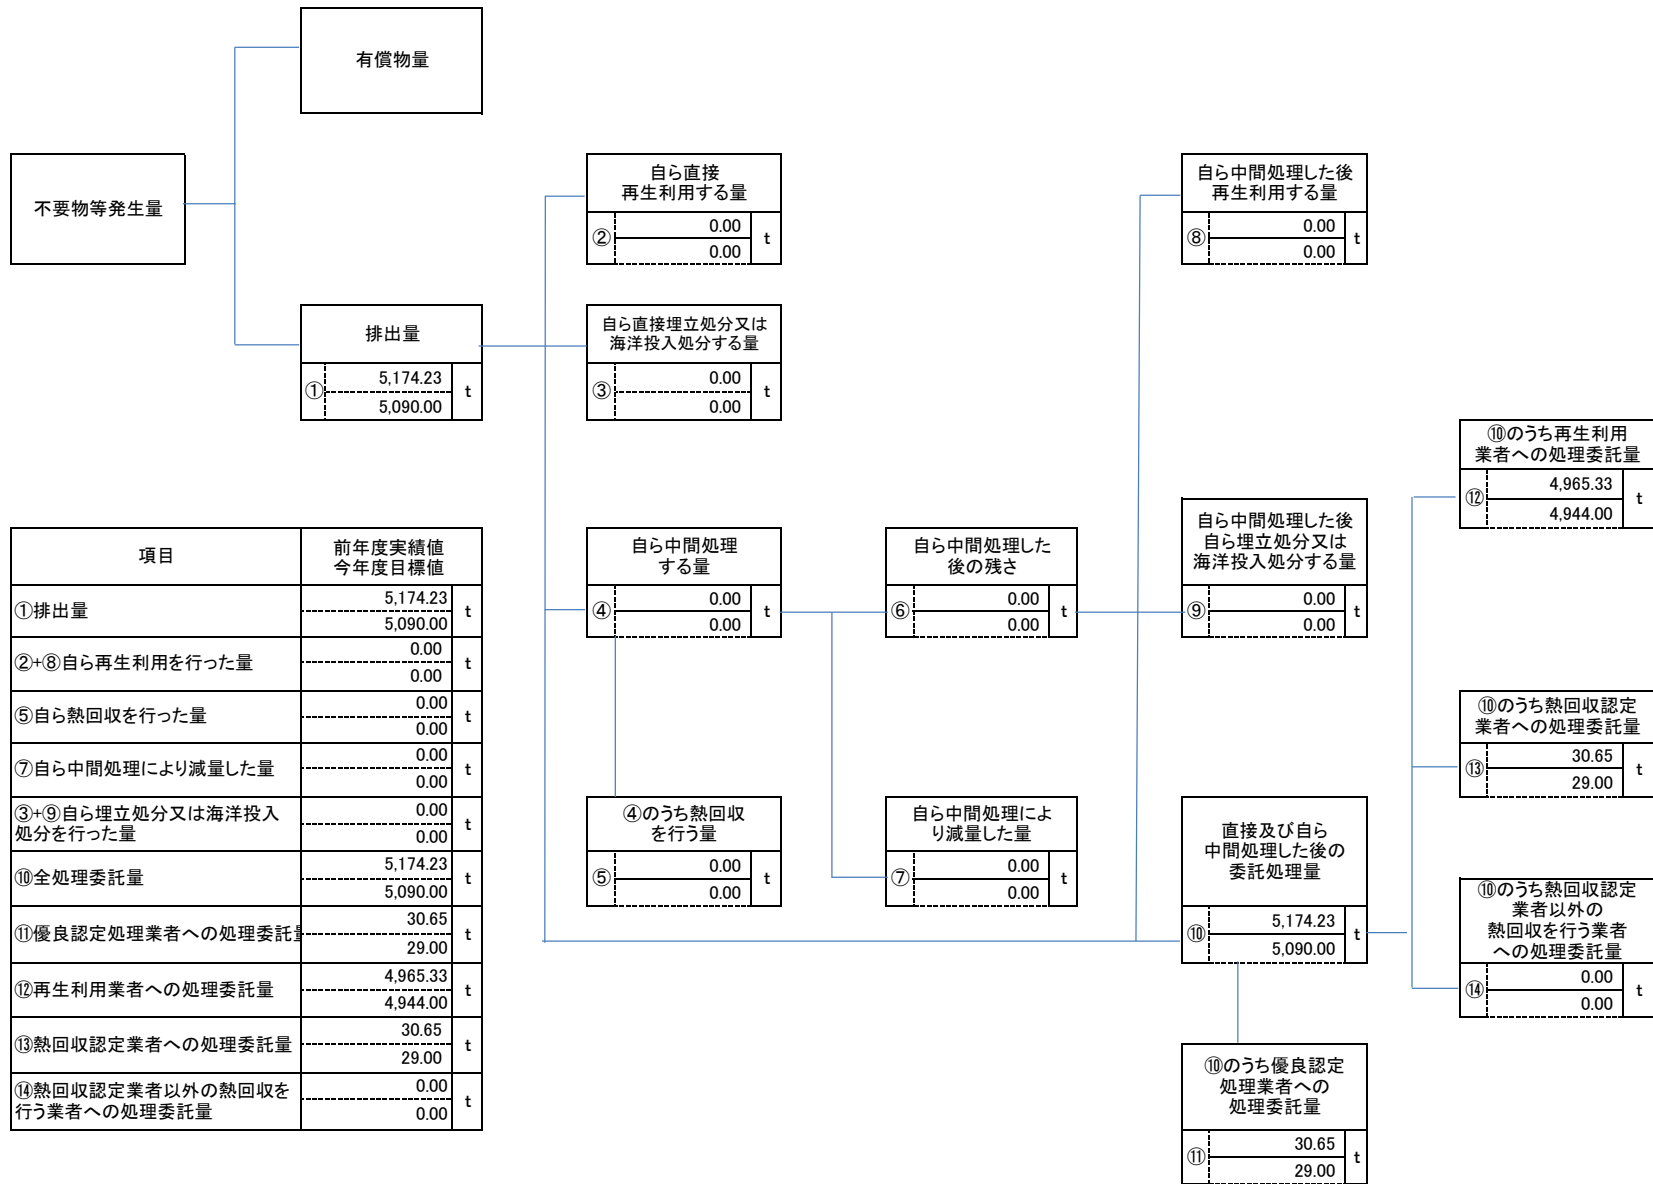 有償物量
不要物等発生量
排出量
①
5,174.23
5,090.00
t
自ら直接
再生利用する量
②
0.00
0.00
t
自ら直接埋立処分又は
海洋投入処分する量
③
0.00
0.00
t
自ら中間処理
する量
④
0.00
0.00
t
④のうち熱回収
を行う量
⑤
0.00
0.00
t
自ら中間処理した
後の残さ
⑥
0.00
0.00
t
自ら中間処理によ
り減量した量
⑦
0.00
0.00
t
自ら中間処理した後
再生利用する量
⑧
0.00
0.00
t
自ら中間処理した後
自ら埋立処分又は
海洋投入処分する量
⑨
0.00
0.00
t
直接及び自ら
中間処理した後の
委託処理量
⑩
5,174.23
5,090.00
t
⑩のうち優良認定
処理業者への
処理委託量
⑪
30.65
29.00
t
⑩のうち再生利用
業者への処理委託量
⑫
4,965.33
4,944.00
t
⑩のうち熱回収認定
業者への処理委託量
⑬
30.65
29.00
t
⑩のうち熱回収認定
業者以外の
熱回収を行う業者
への処理委託量
⑭
0.00
0.00
t
項目
前年度実績値
今年度目標値
①排出量
5,174.23
5,090.00
t
②+⑧自ら再生利用を行った量
0.00
0.00
t
⑤自ら熱回収を行った量
0.00
0.00
t
⑦自ら中間処理により減量した量
0.00
0.00
t
③+⑨自ら埋立処分又は海洋投入
処分を行った量
0.00
0.00
t
⑩全処理委託量
5,174.23
5,090.00
t
⑪優良認定処理業者への処理委託
30.65
29.00
t
⑫再生利用業者への処理委託量
4,965.33
4,944.00
t
⑬熱回収認定業者への処理委託量
30.65
29.00
t
⑭熱回収認定業者以外の熱回収を
行う業者への処理委託量
0.00
0.00
t